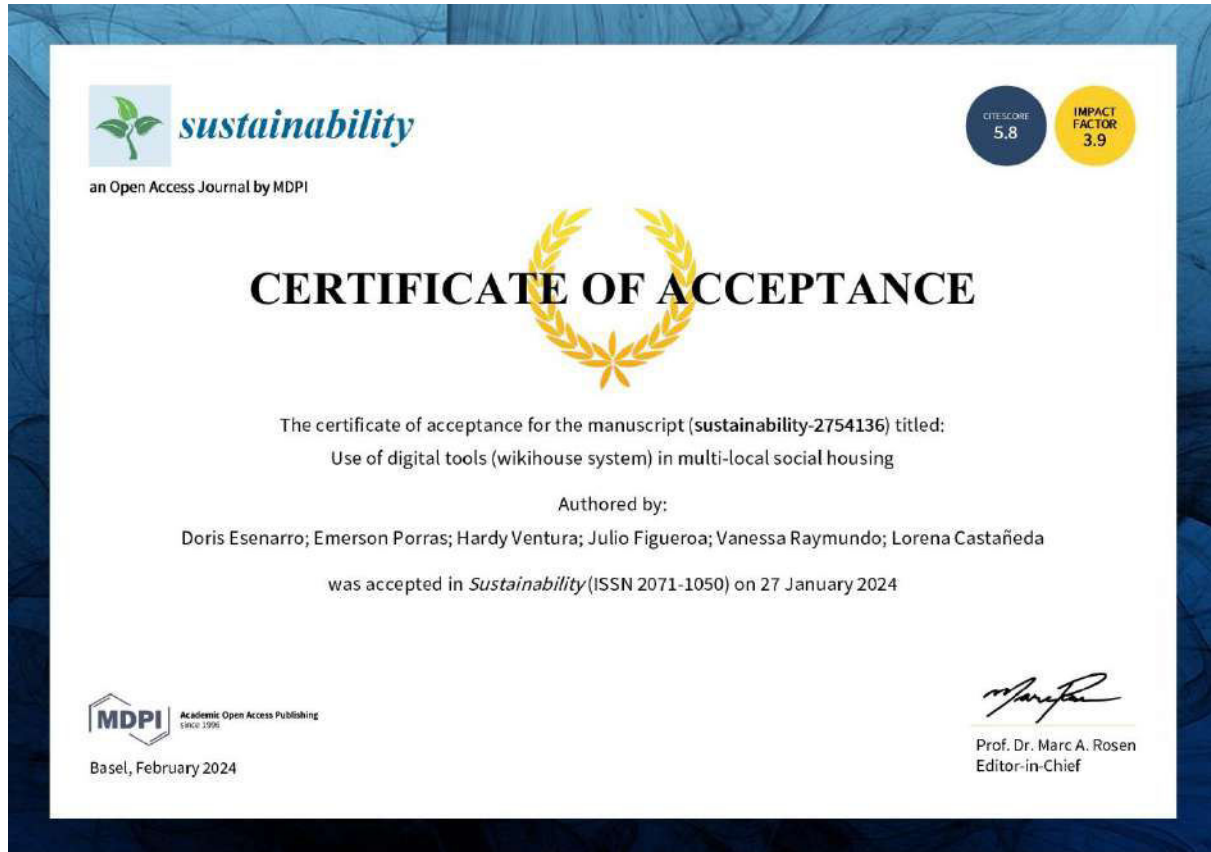 sustainability
CITESCORE
5.8
IMPACT
FACTOR
3.9
an Open Access Journal by MDPI
CERTIFICATE OF ACCEPTANCE
The certificate of acceptance for the manuscript (sustainability-2754136) titled:
Use of digital tools (wikihouse system) in multi-local social housing
Authored by:
Doris Esenarro; Emerson Porras; Hardy Ventura; Julio Figueroa; Vanessa Raymundo; Lorena Castañeda
was accepted in Sustainability (ISSN 2071-1050) on 27 January 2024
MDPI
Academic Open Access Publishing
since 1996
Basel, February 2024
Prof. Dr. Marc A. Rosen
Editor-in-Chief